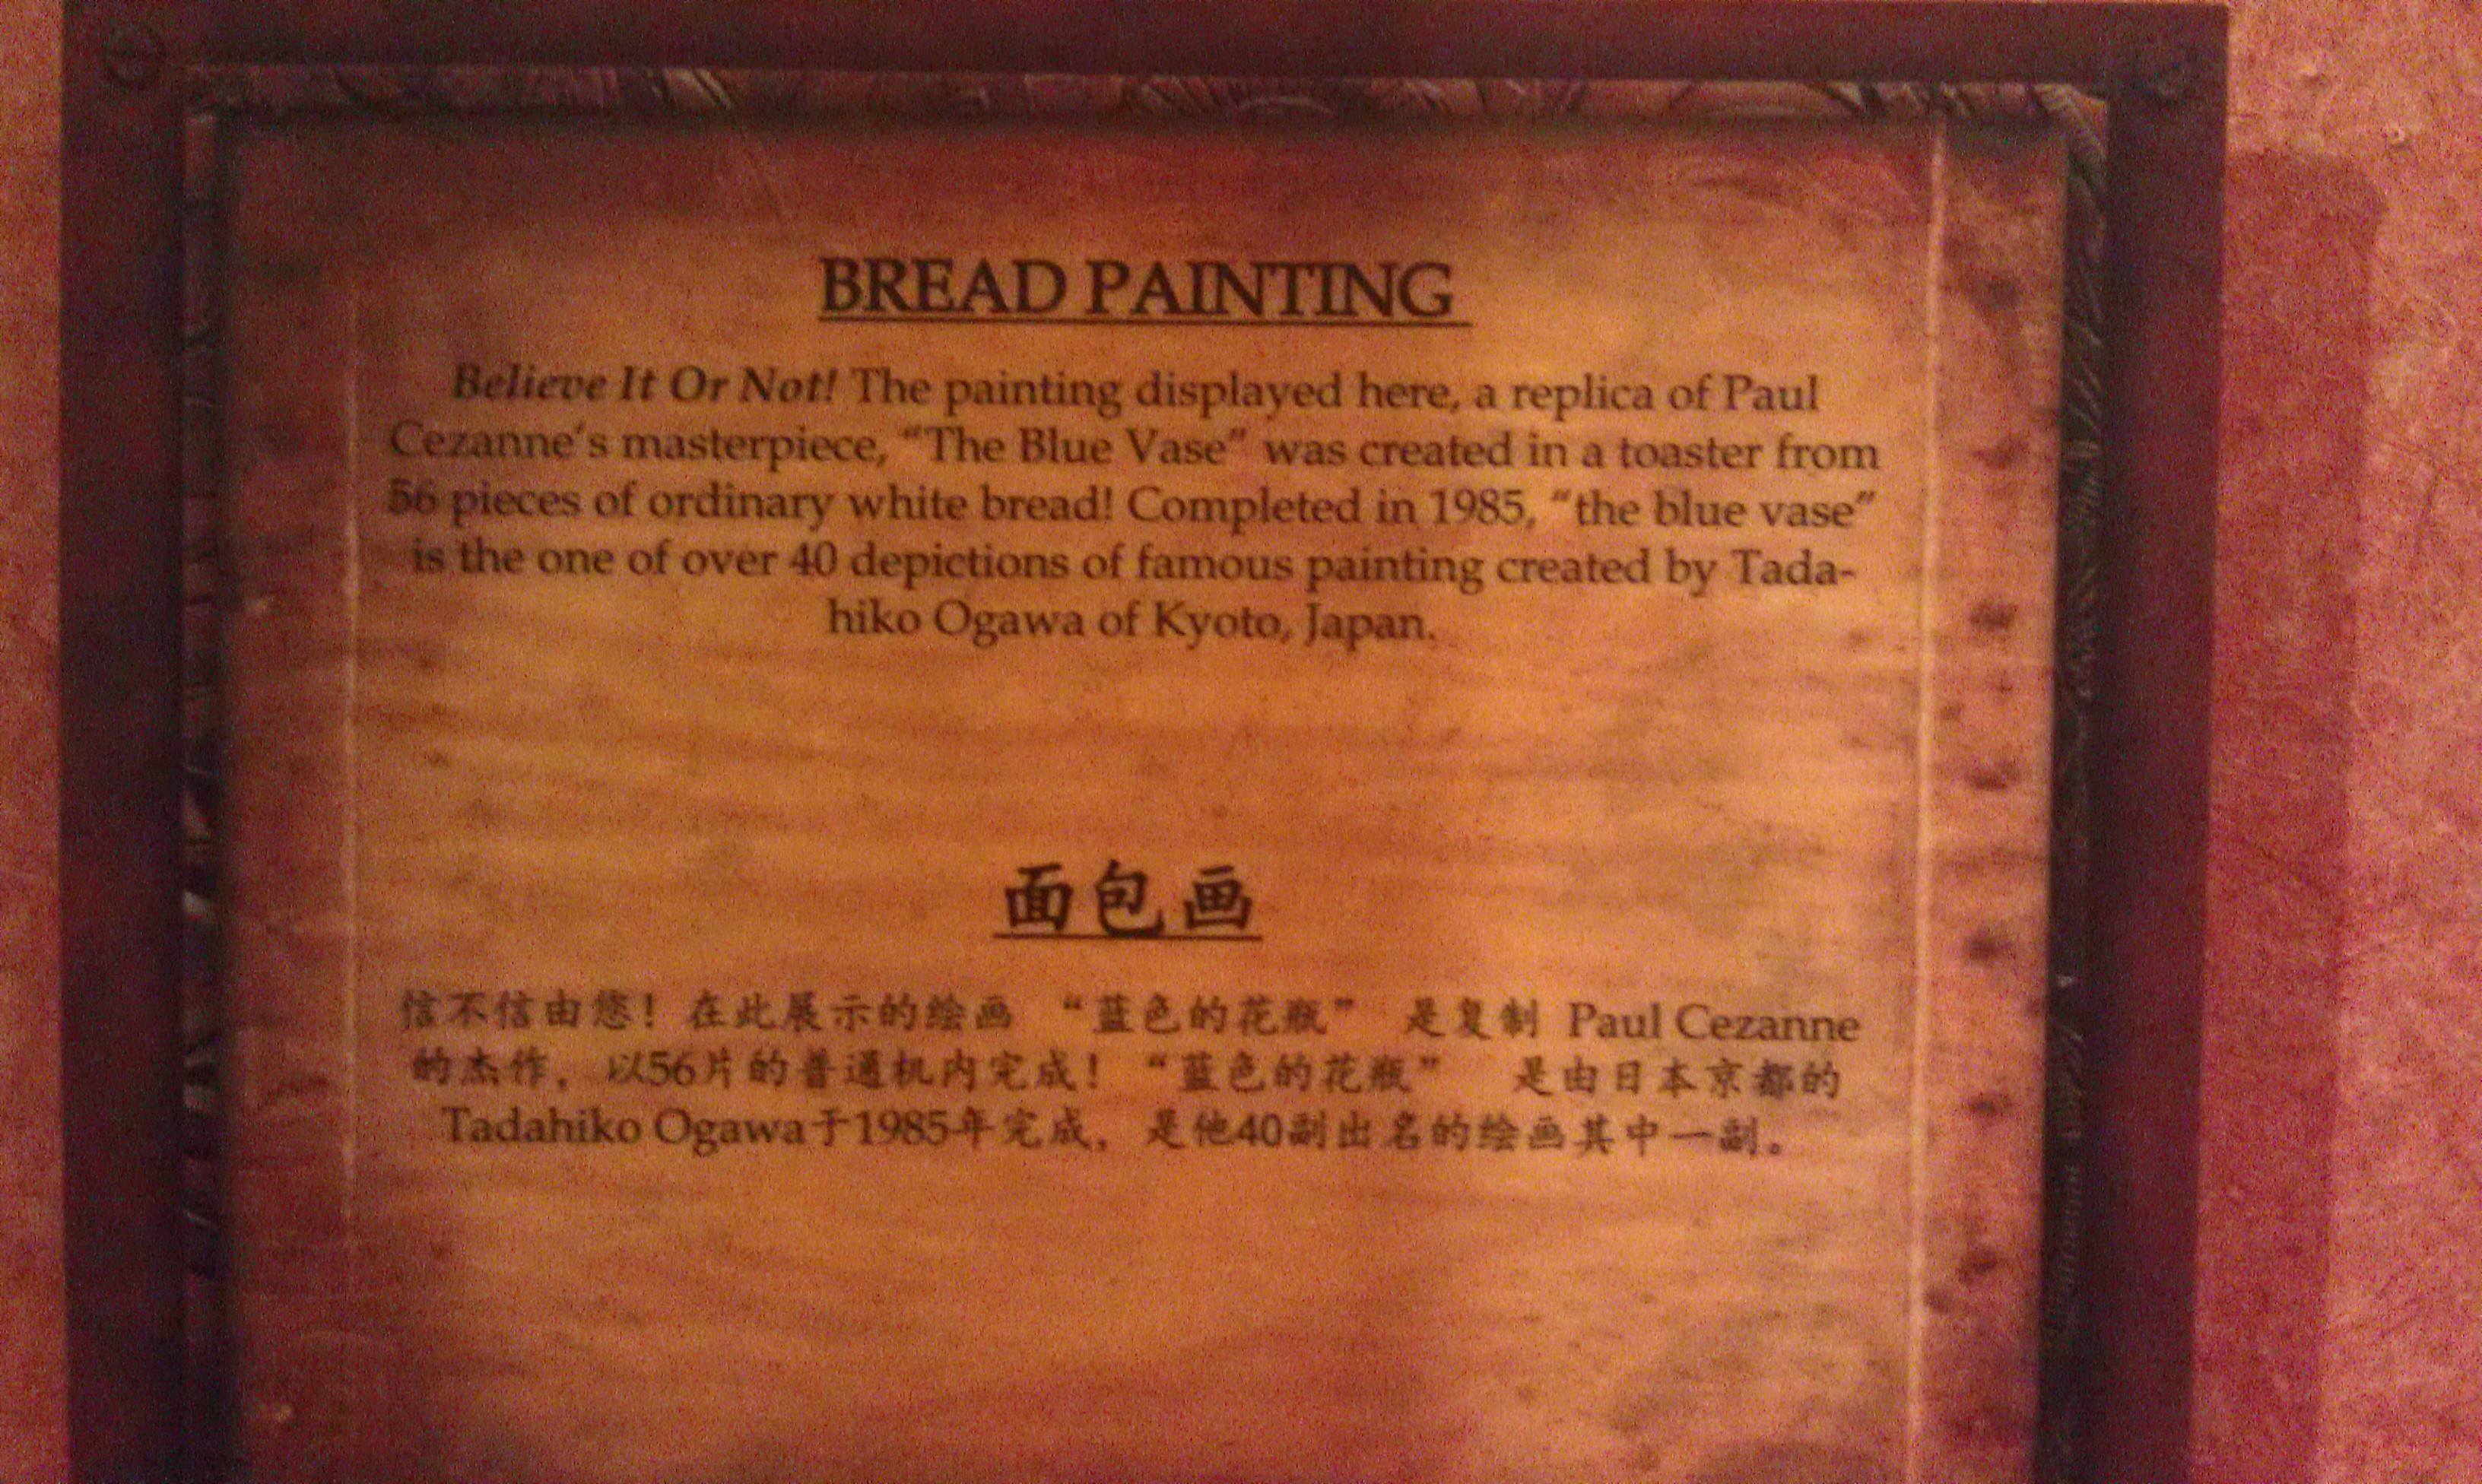 BREAD PAINTING
Believe It Or Not! The painting displayed here, a replica of Paul
Cezanne's masterpiece, “The Blue Vase” was created in a toaster from
56 pieces of ordinary white bread! Completed in 1985, “the blue vase”
is the one of over 40 depictions of famous painting created by Tada-
hiko Ogawa of Kyoto, Japan.
面包画
信不信由您！在此展示的绘画 “蓝色的花瓶” 是复制 Paul Cezanne
的杰作，以56片的普通机内完成！“蓝色的花瓶” 是由日本京都的
Tadahiko Ogawa于1985年完成，是他40副出名的绘画其中一副。